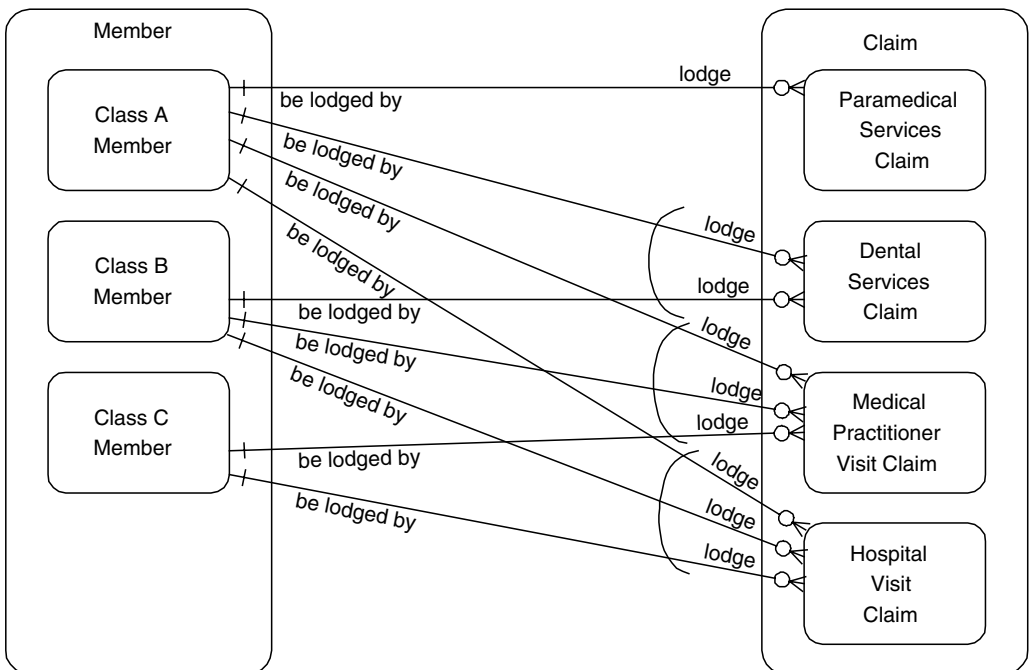 Member
Claim
Class A
Member
lodge
be lodged by
Paramedical
Services
Claim
be lodged by
be lodged by
be lodged by
lodge
Class B
Member
Dental
Services
Claim
lodge
be lodged by
be lodged by
be lodged by
lodge
lodge
Class C
Member
Medical
Practitioner
Visit Claim
lodge
be lodged by
be lodged by
lodge
lodge
lodge
Hospital
Visit
Claim